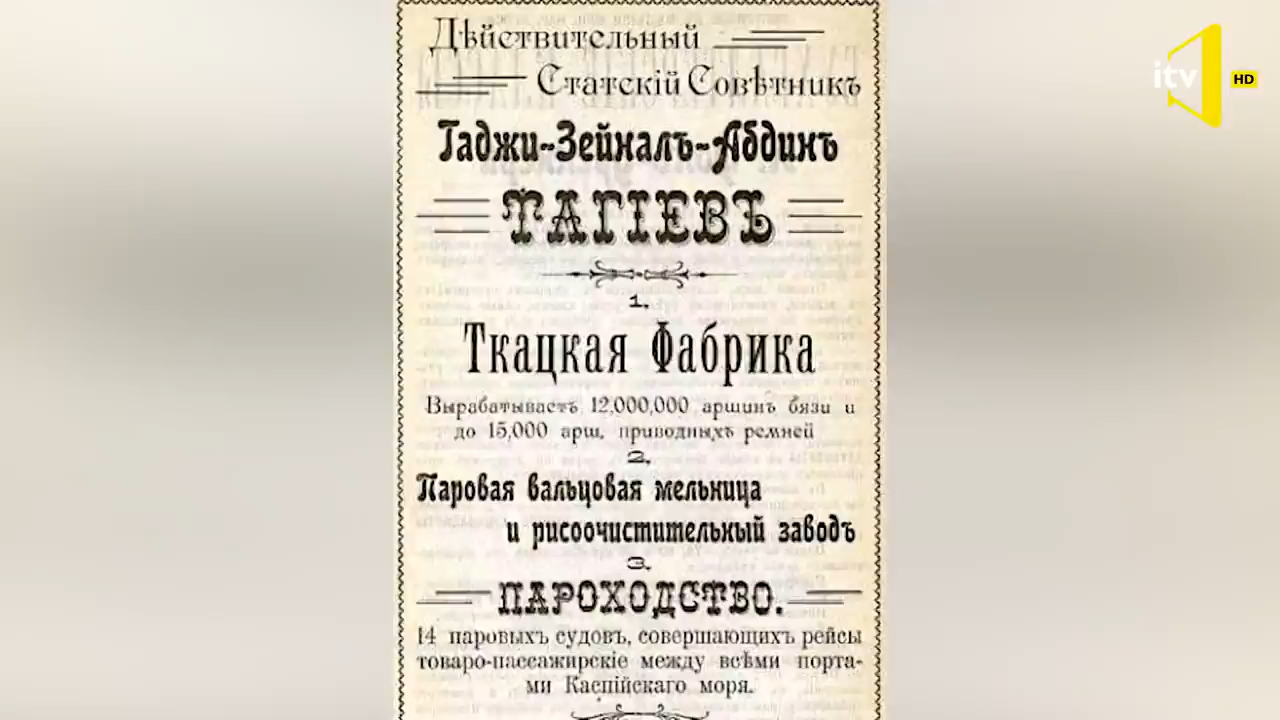 Дѣйствительный
Статскій Совѣтникъ
Гаджи-Зейналъ-Абдинъ
ТАГІЕВЪ
1.
Ткацкая Фабрика
Вырабатываетъ 12,000,000 аршинъ бязи и
до 15,000 арш. приводныхъ ремней
2.
Паровая вальцовая мельница
и рисоочистительный заводъ
3.
ПАРОХОДСТВО.
14 паровыхъ судовъ, совершающихъ рейсы
товаро-пассажирскіе между всѣми порта-
ми Каспійскаго моря.
itv HD